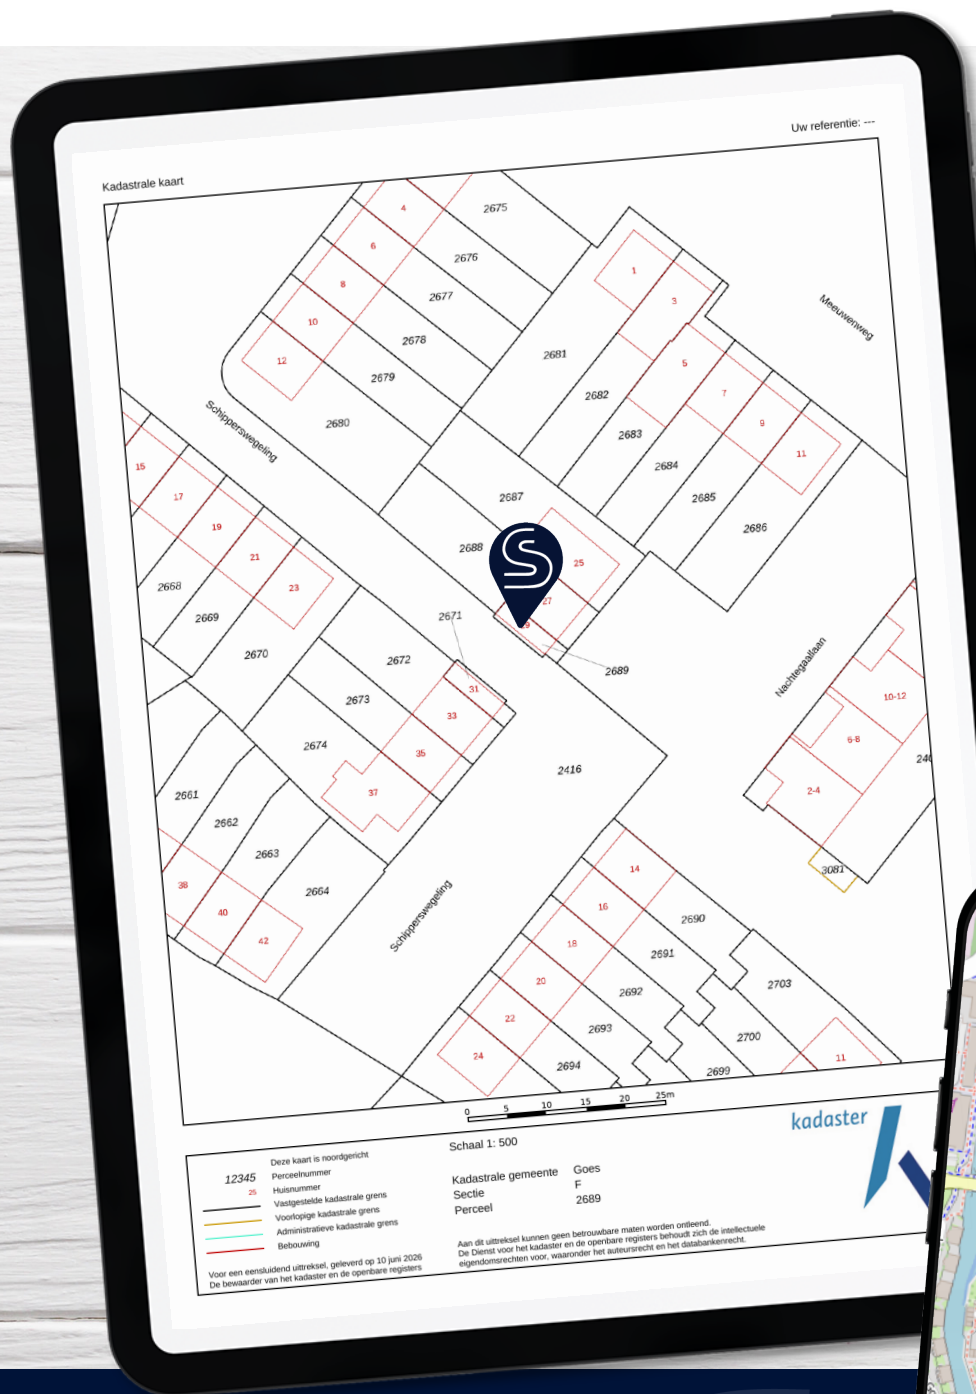 Uw referentie: ---
Kadastrale kaart
4
2675
6
2676
1
8
2677
3
Meeuwenweg
10
2678
2681
5
12
2679
2682
7
Schipperswegeling
2680
2683
9
11
15
2684
17
2687
2685
19
2688
2686
21
25
23
2668
27
2669
2671
2670
2672
2689
Nachtegaallaan
31
2673
33
10-12
2674
35
6-8
2416
37
2-4
2661
2662
2663
3081
38
2664
14
40
16
42
Schipperswegeling
2690
18
2691
20
2692
2703
22
2693
2700
24
2694
2699
11
0 5 10 15 20 25m
Schaal 1: 500
kadaster
Deze kaart is noordgericht
12345 Perceelnummer
25 Huisnummer
Vastgestelde kadastrale grens
Voorlopige kadastrale grens
Administratieve kadastrale grens
Bebouwing
Kadastrale gemeente Goes
Sectie F
Perceel 2689
Voor een eensluidend uittreksel, geleverd op 10 juni 2026
De bewaarder van het kadaster en de openbare registers
Aan dit uittreksel kunnen geen betrouwbare maten worden ontleend.
De Dienst voor het kadaster en de openbare registers behoudt zich de intellectuele
eigendomsrechten voor, waaronder het auteursrecht en het databankenrecht.